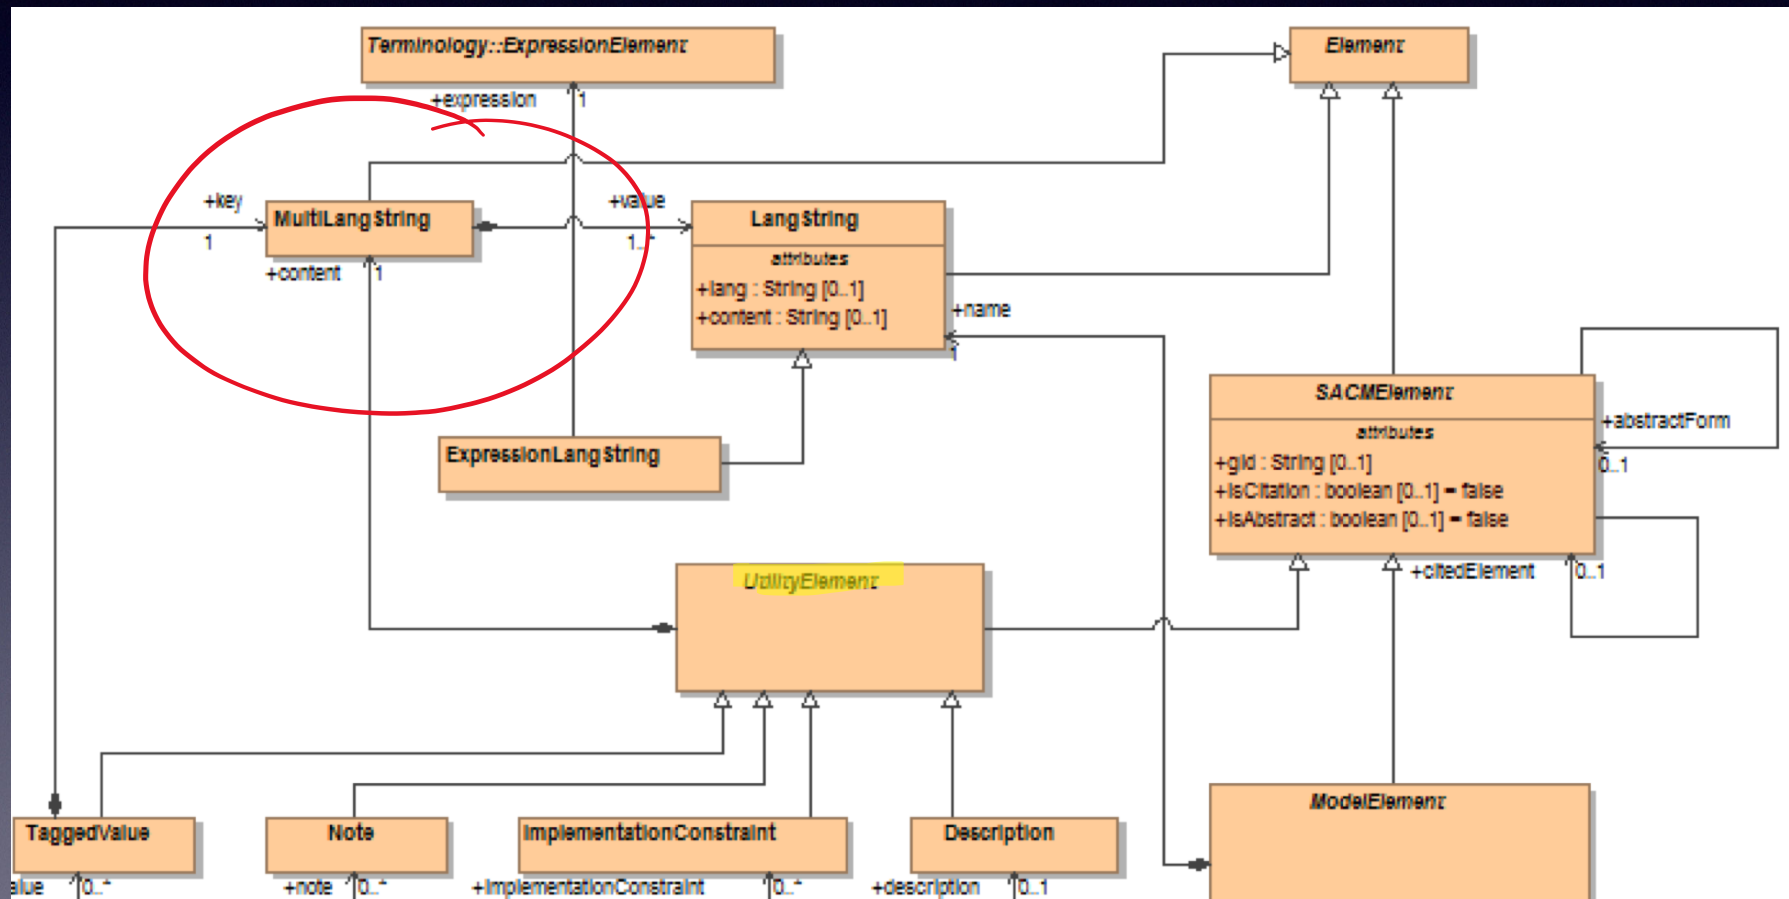 Terminology::ExpressionElement
Element
+expression
1
+key
1
MultiLangString
+value
1..*
LangString
attributes
+lang : String [0..1]
+content : String [0..1]
+content
1
+name
1
ExpressionLangString
SACMElement
attributes
+gid : String [0..1]
+isCitation : boolean [0..1] = false
+isAbstract : boolean [0..1] = false
+abstractForm
0..1
+citedElement
0..1
UtilityElement
ModelElement
TaggedValue
Note
ImplementationConstraint
Description
alue
0..*
+note
0..*
+implementationConstraint
0..*
+description
0..1